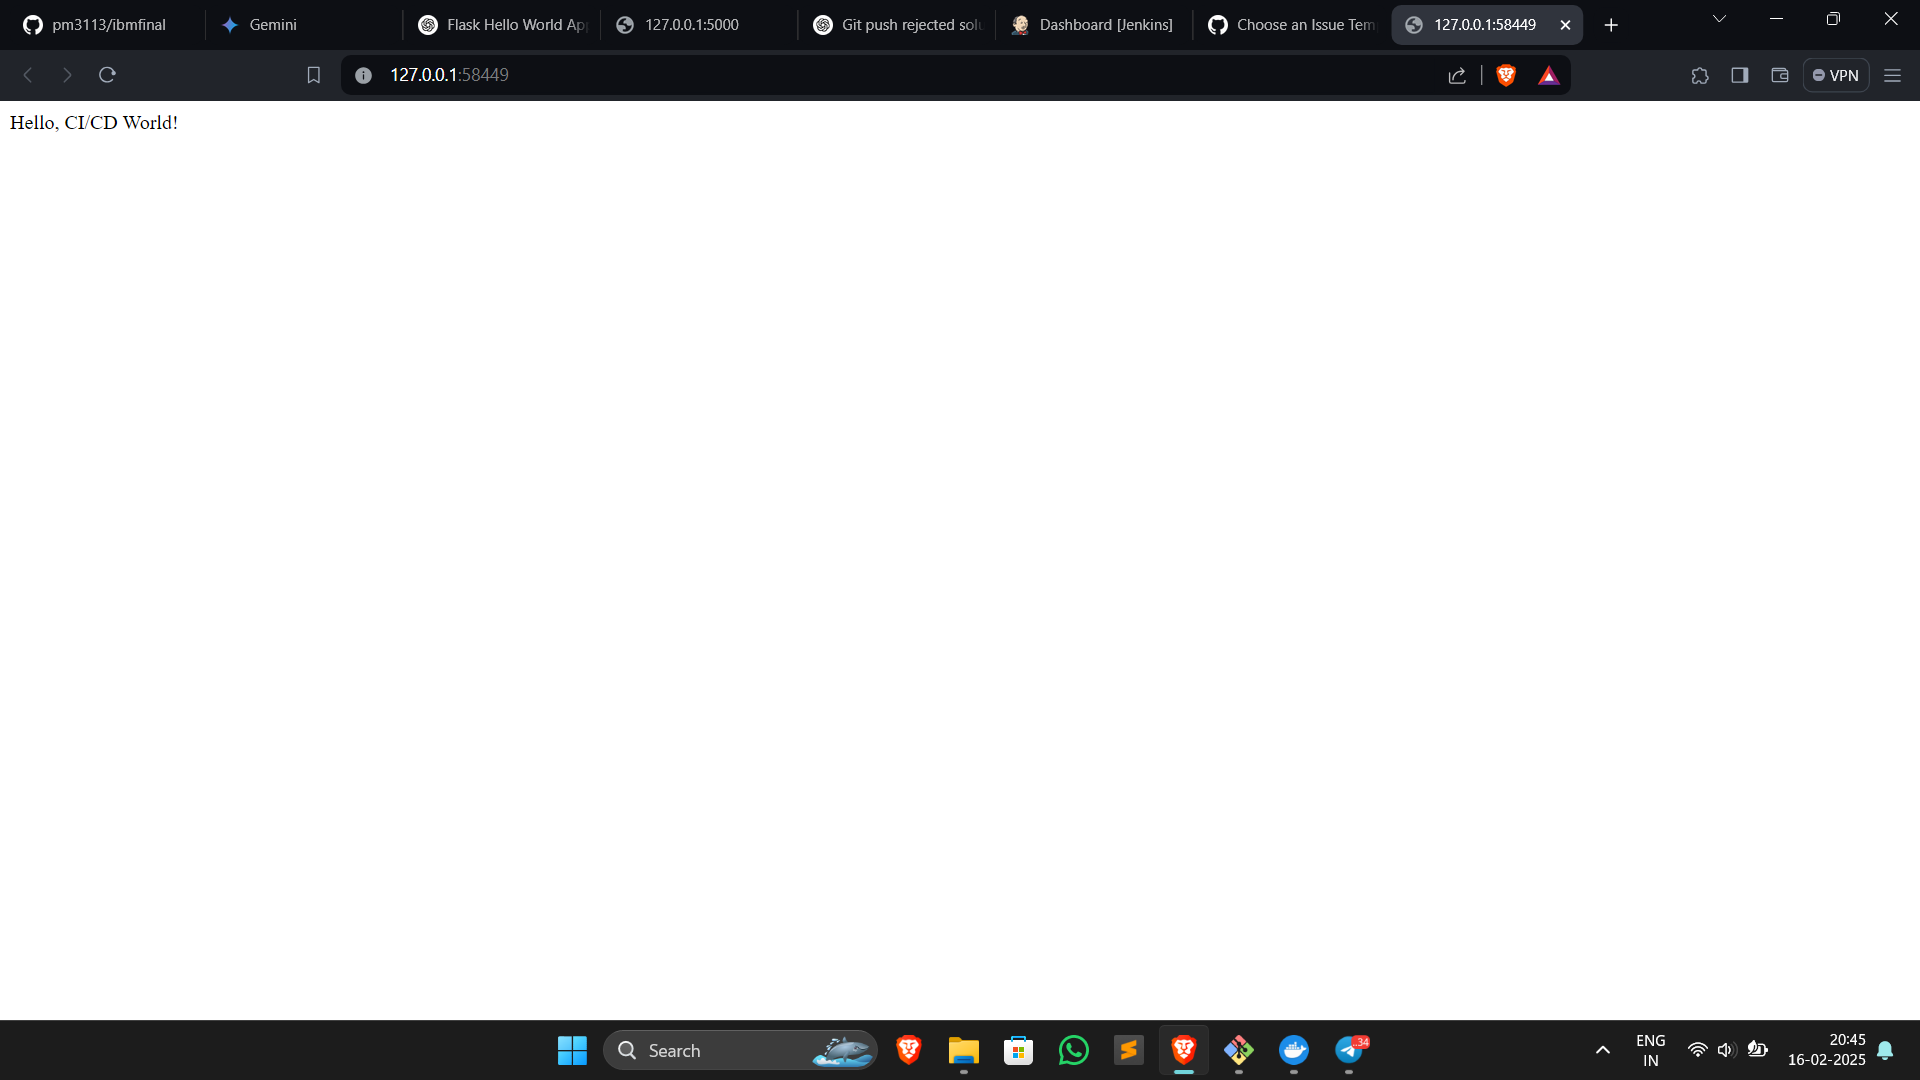 pm3113/ibmfinal
Gemini
Flask Hello World Ap
127.0.0.1:5000
Git push rejected solu
Dashboard [Jenkins]
Choose an Issue Tem
127.0.0.1:58449
127.0.0.1:58449
VPN
Hello, CI/CD World!
Search
34
ENG
IN
20:45
16-02-2025